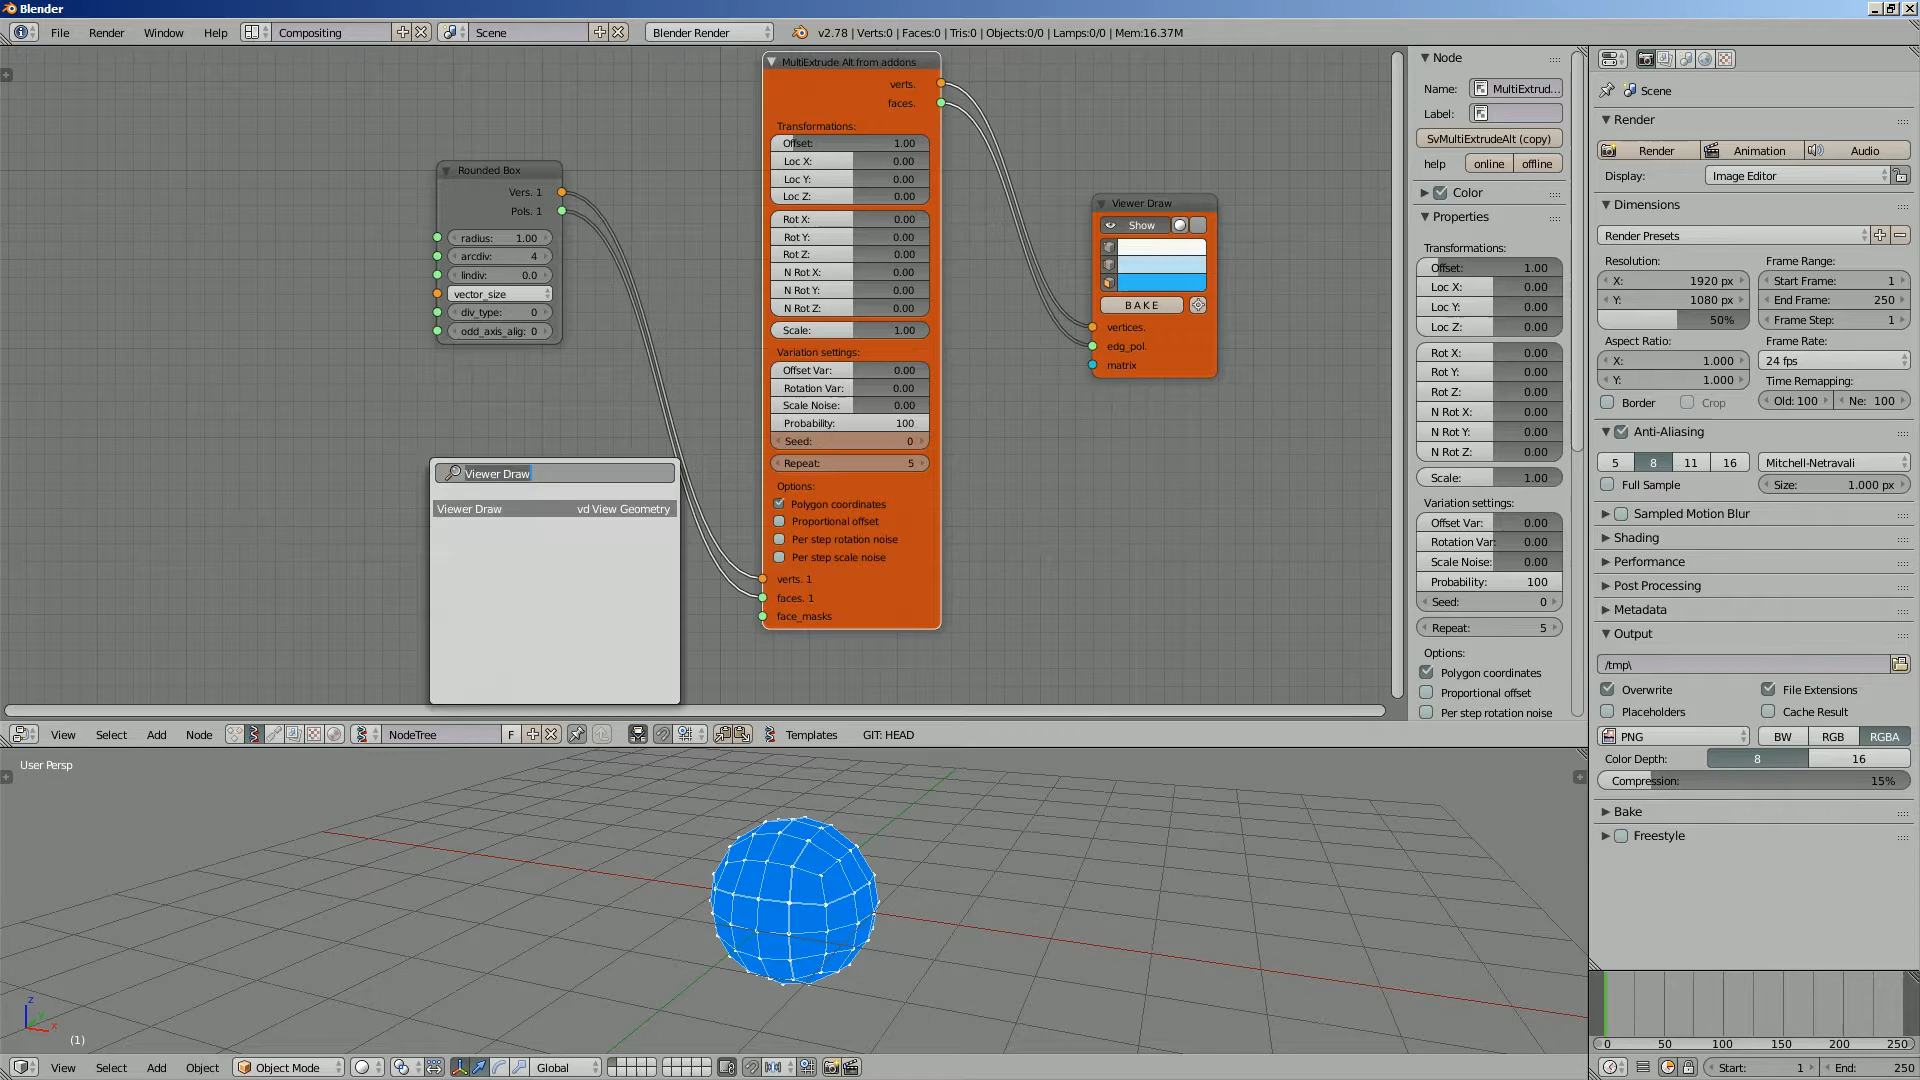 Blender
File Render Window Help Compositing Scene Blender Render v2.78 | Verts:0 | Faces:0 | Tris:0 | Objects:0/0 | Lamps:0/0 | Mem:16.37M
Rounded Box
Vers. 1
Pols. 1
radius: 1.00
arcdiv: 4
lindiv: 0.0
vector_size
div_type: 0
odd_axis_alig: 0
Viewer Draw
Viewer Draw vd View Geometry
MultiExtrude Alt from addons
verts.
faces.
Transformations:
Offset: 1.00
Loc X: 0.00
Loc Y: 0.00
Loc Z: 0.00
Rot X: 0.00
Rot Y: 0.00
Rot Z: 0.00
N Rot X: 0.00
N Rot Y: 0.00
N Rot Z: 0.00
Scale: 1.00
Variation settings:
Offset Var: 0.00
Rotation Var: 0.00
Scale Noise: 0.00
Probability: 100
Seed: 0
Repeat: 5
Options:
Polygon coordinates
Proportional offset
Per step rotation noise
Per step scale noise
verts. 1
faces. 1
face_masks
Viewer Draw
Show
B A K E
vertices.
edg_pol.
matrix
Node
Name: MultiExtrud...
Label:
SvMultiExtrudeAlt (copy)
help online offline
Color
Properties
Transformations:
Offset: 1.00
Loc X: 0.00
Loc Y: 0.00
Loc Z: 0.00
Rot X: 0.00
Rot Y: 0.00
Rot Z: 0.00
N Rot X: 0.00
N Rot Y: 0.00
N Rot Z: 0.00
Scale: 1.00
Variation settings:
Offset Var: 0.00
Rotation Var: 0.00
Scale Noise: 0.00
Probability: 100
Seed: 0
Repeat: 5
Options:
Polygon coordinates
Proportional offset
Per step rotation noise
View Select Add Node NodeTree F Templates GIT: HEAD
User Persp
z
y
x
(1)
View Select Add Object Object Mode Global
Scene
Render
Render Animation Audio
Display: Image Editor
Dimensions
Render Presets
Resolution: Frame Range:
X: 1920 px Start Frame: 1
Y: 1080 px End Frame: 250
50% Frame Step: 1
Aspect Ratio: Frame Rate:
X: 1.000 24 fps
Y: 1.000 Time Remapping:
Border Crop Old: 100 Ne: 100
Anti-Aliasing
5 8 11 16 Mitchell-Netravali
Full Sample Size: 1.000 px
Sampled Motion Blur
Shading
Performance
Post Processing
Metadata
Output
/tmp\
Overwrite File Extensions
Placeholders Cache Result
PNG BW RGB RGBA
Color Depth: 8 16
Compression: 15%
Bake
Freestyle
0 50 100 150 200 250
Start: 1 End: 250